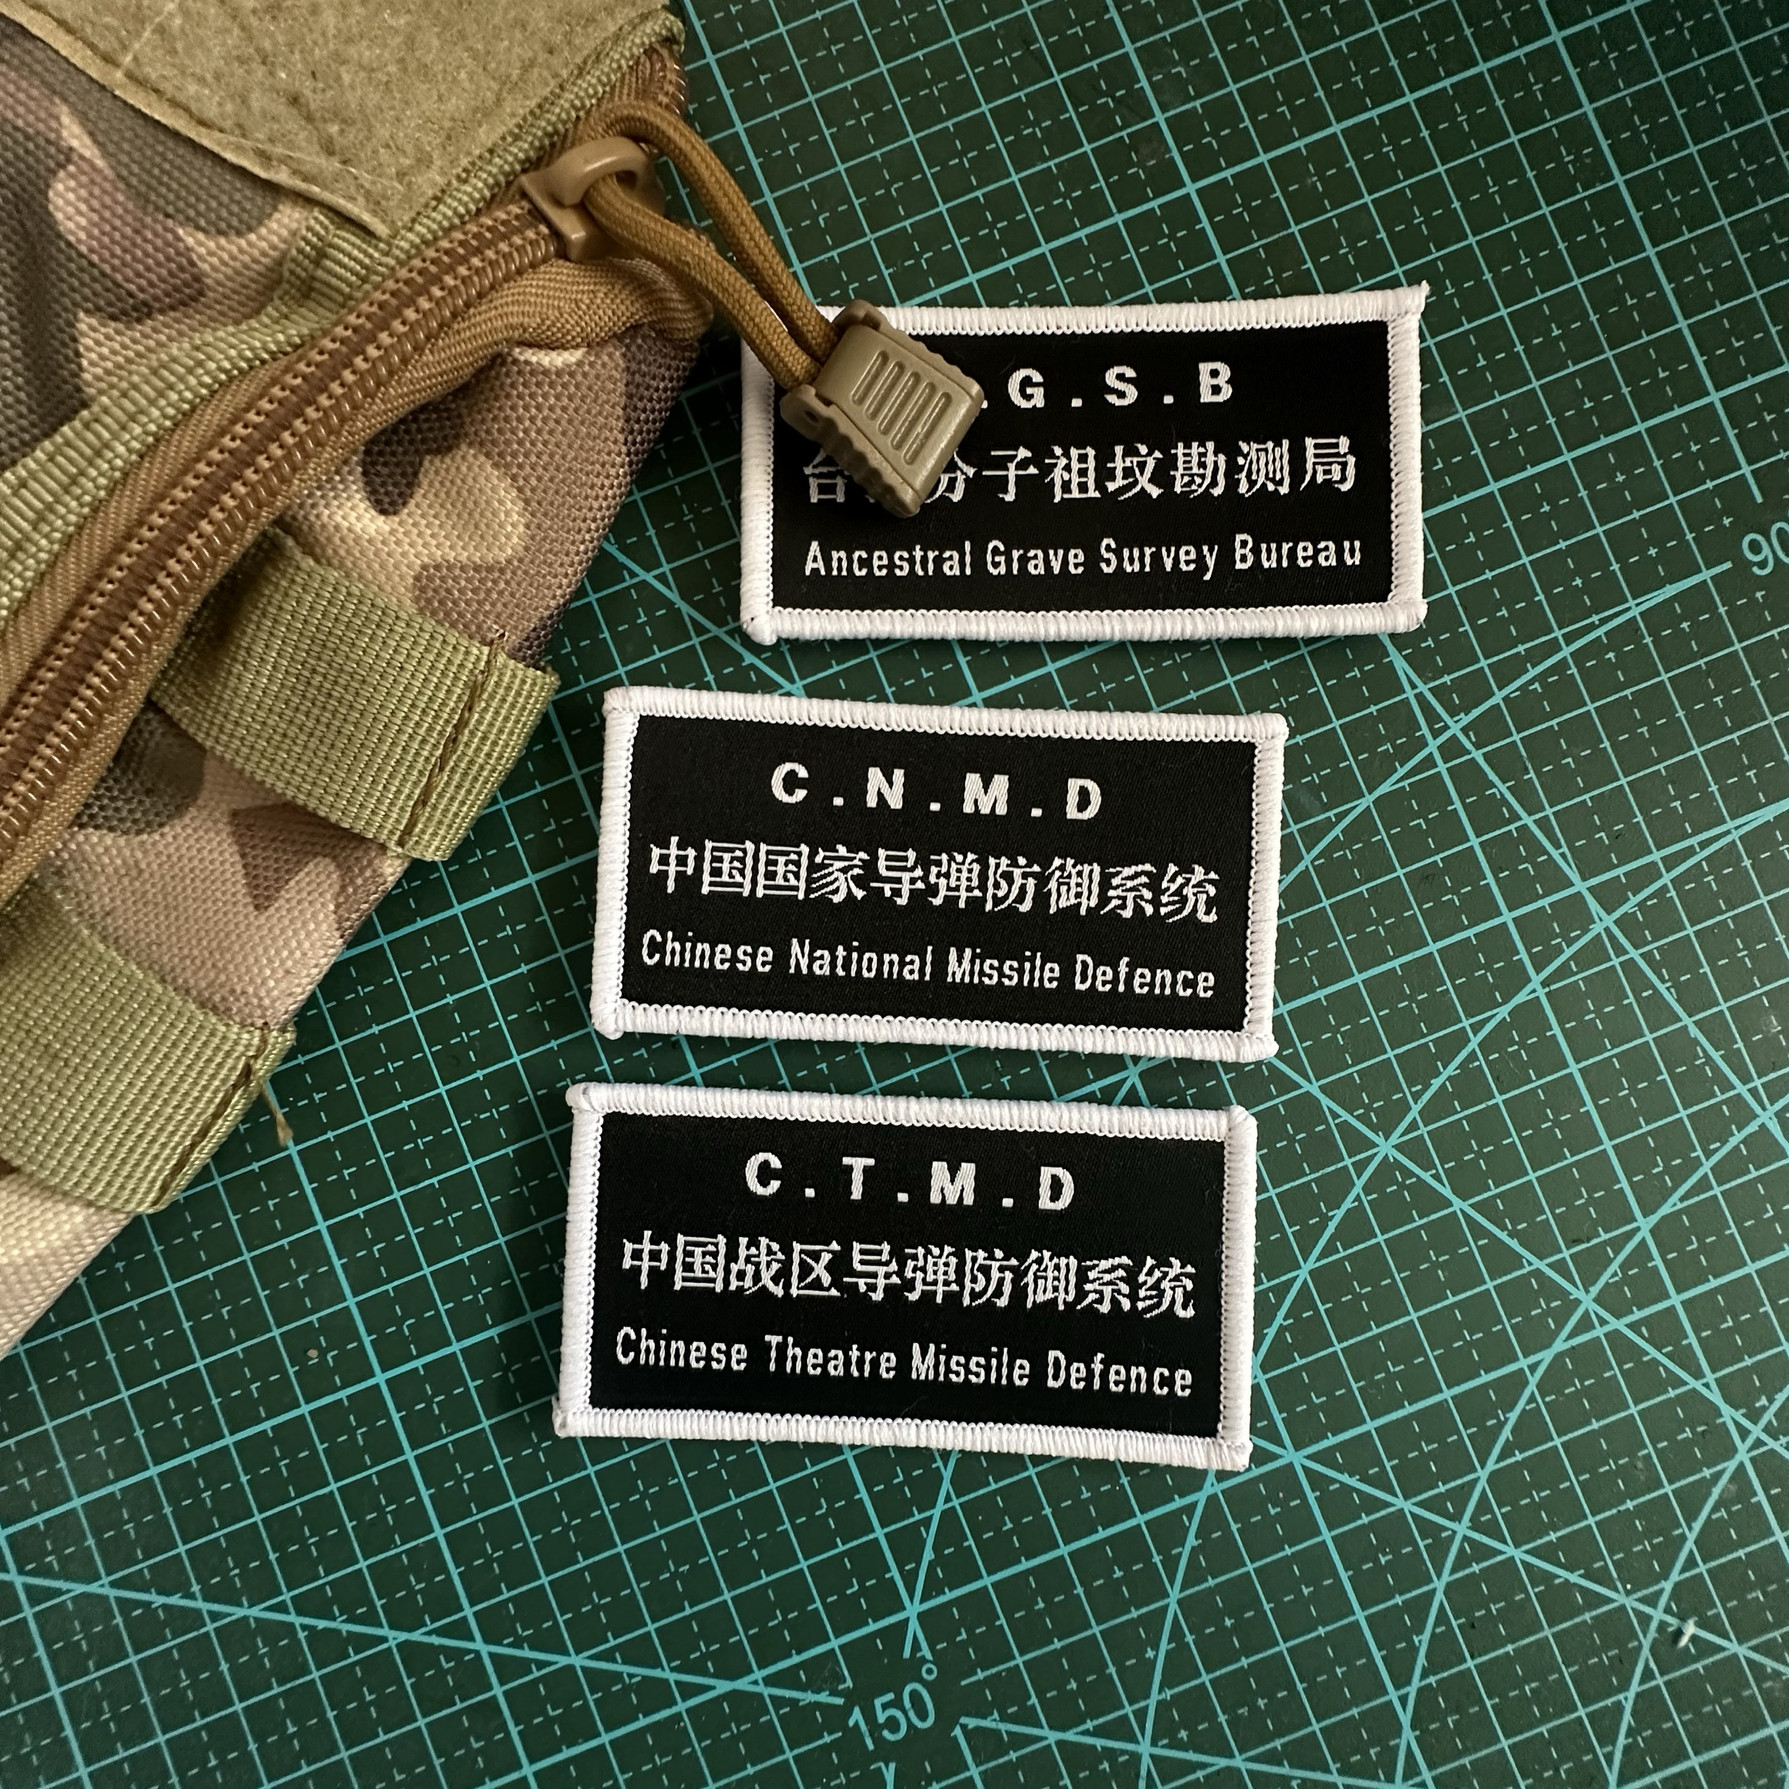 .G.S.B
分子祖坟勘测局
Ancestral Grave Survey Bureau
C.N.M.D
中国国家导弹防御系统
Chinese National Missile Defence
C.T.M.D
中国战区导弹防御系统
Chinese Theatre Missile Defence
90
150°